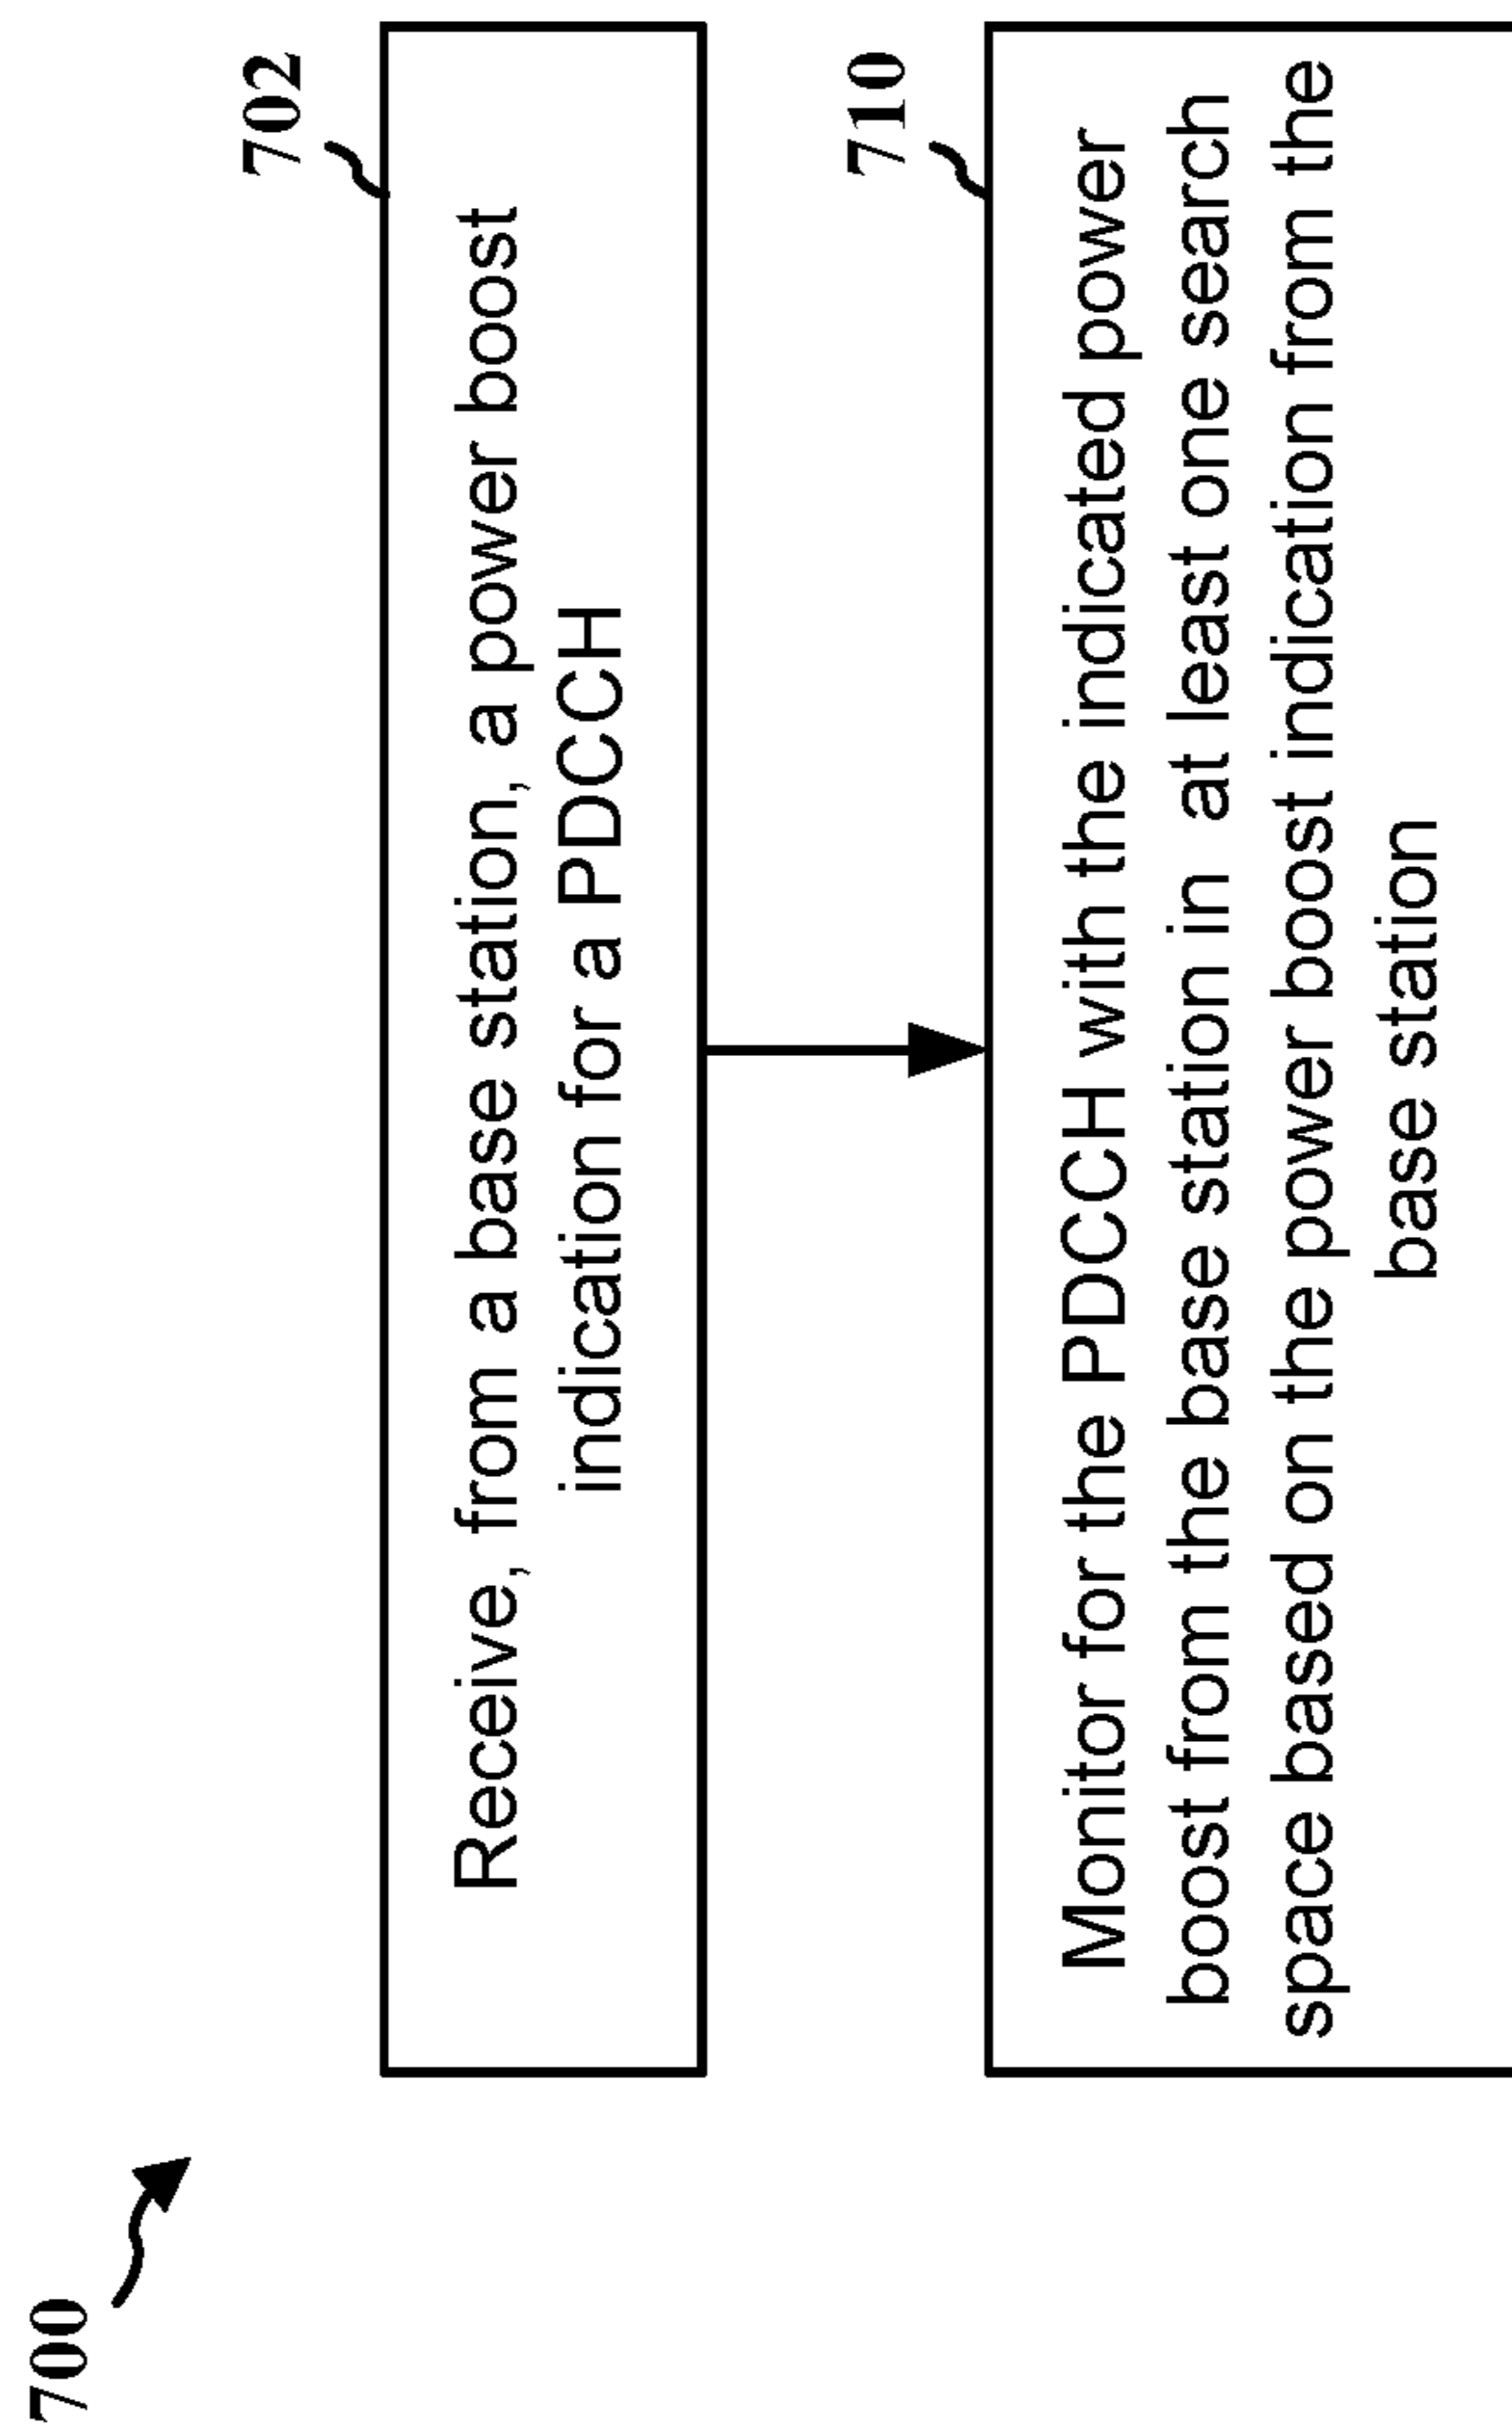 700
702
Receive, from a base station, a power boost
indication for a PDCCH
710
Monitor for the PDCCH with the indicated power
boost from the base station in at least one search
space based on the power boost indication from the
base station